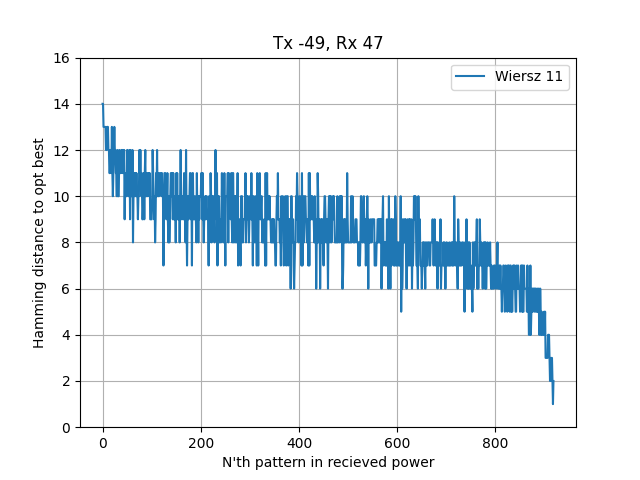 Tx -49, Rx 47
Wiersz 11
Hamming distance to opt best
16
14
12
10
8
6
4
2
0
0 200 400 600 800
N'th pattern in recieved power